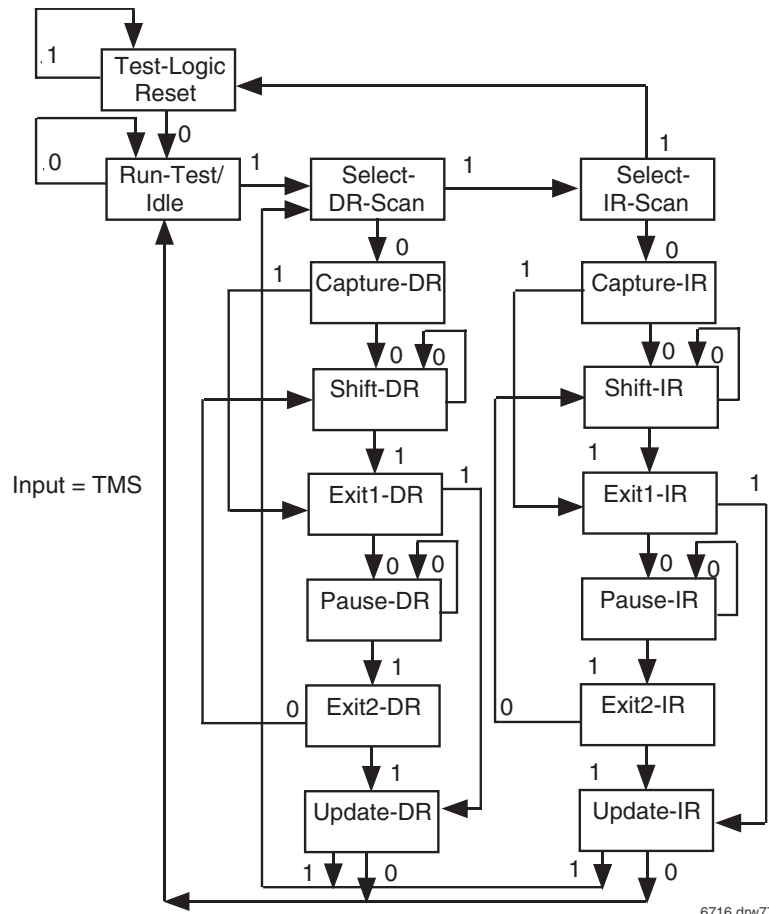 .1
Test-Logic
Reset
0
1
.0
Run-Test/
Idle
1
Select-
DR-Scan
1
Select-
IR-Scan
0
0
1
Capture-DR
1
Capture-IR
0
0
0
0
Shift-DR
Shift-IR
1
1
Input = TMS
Exit1-DR
1
Exit1-IR
1
0
0
0
0
Pause-DR
Pause-IR
1
1
0
Exit2-DR
0
Exit2-IR
1
1
Update-DR
Update-IR
1
0
1
0